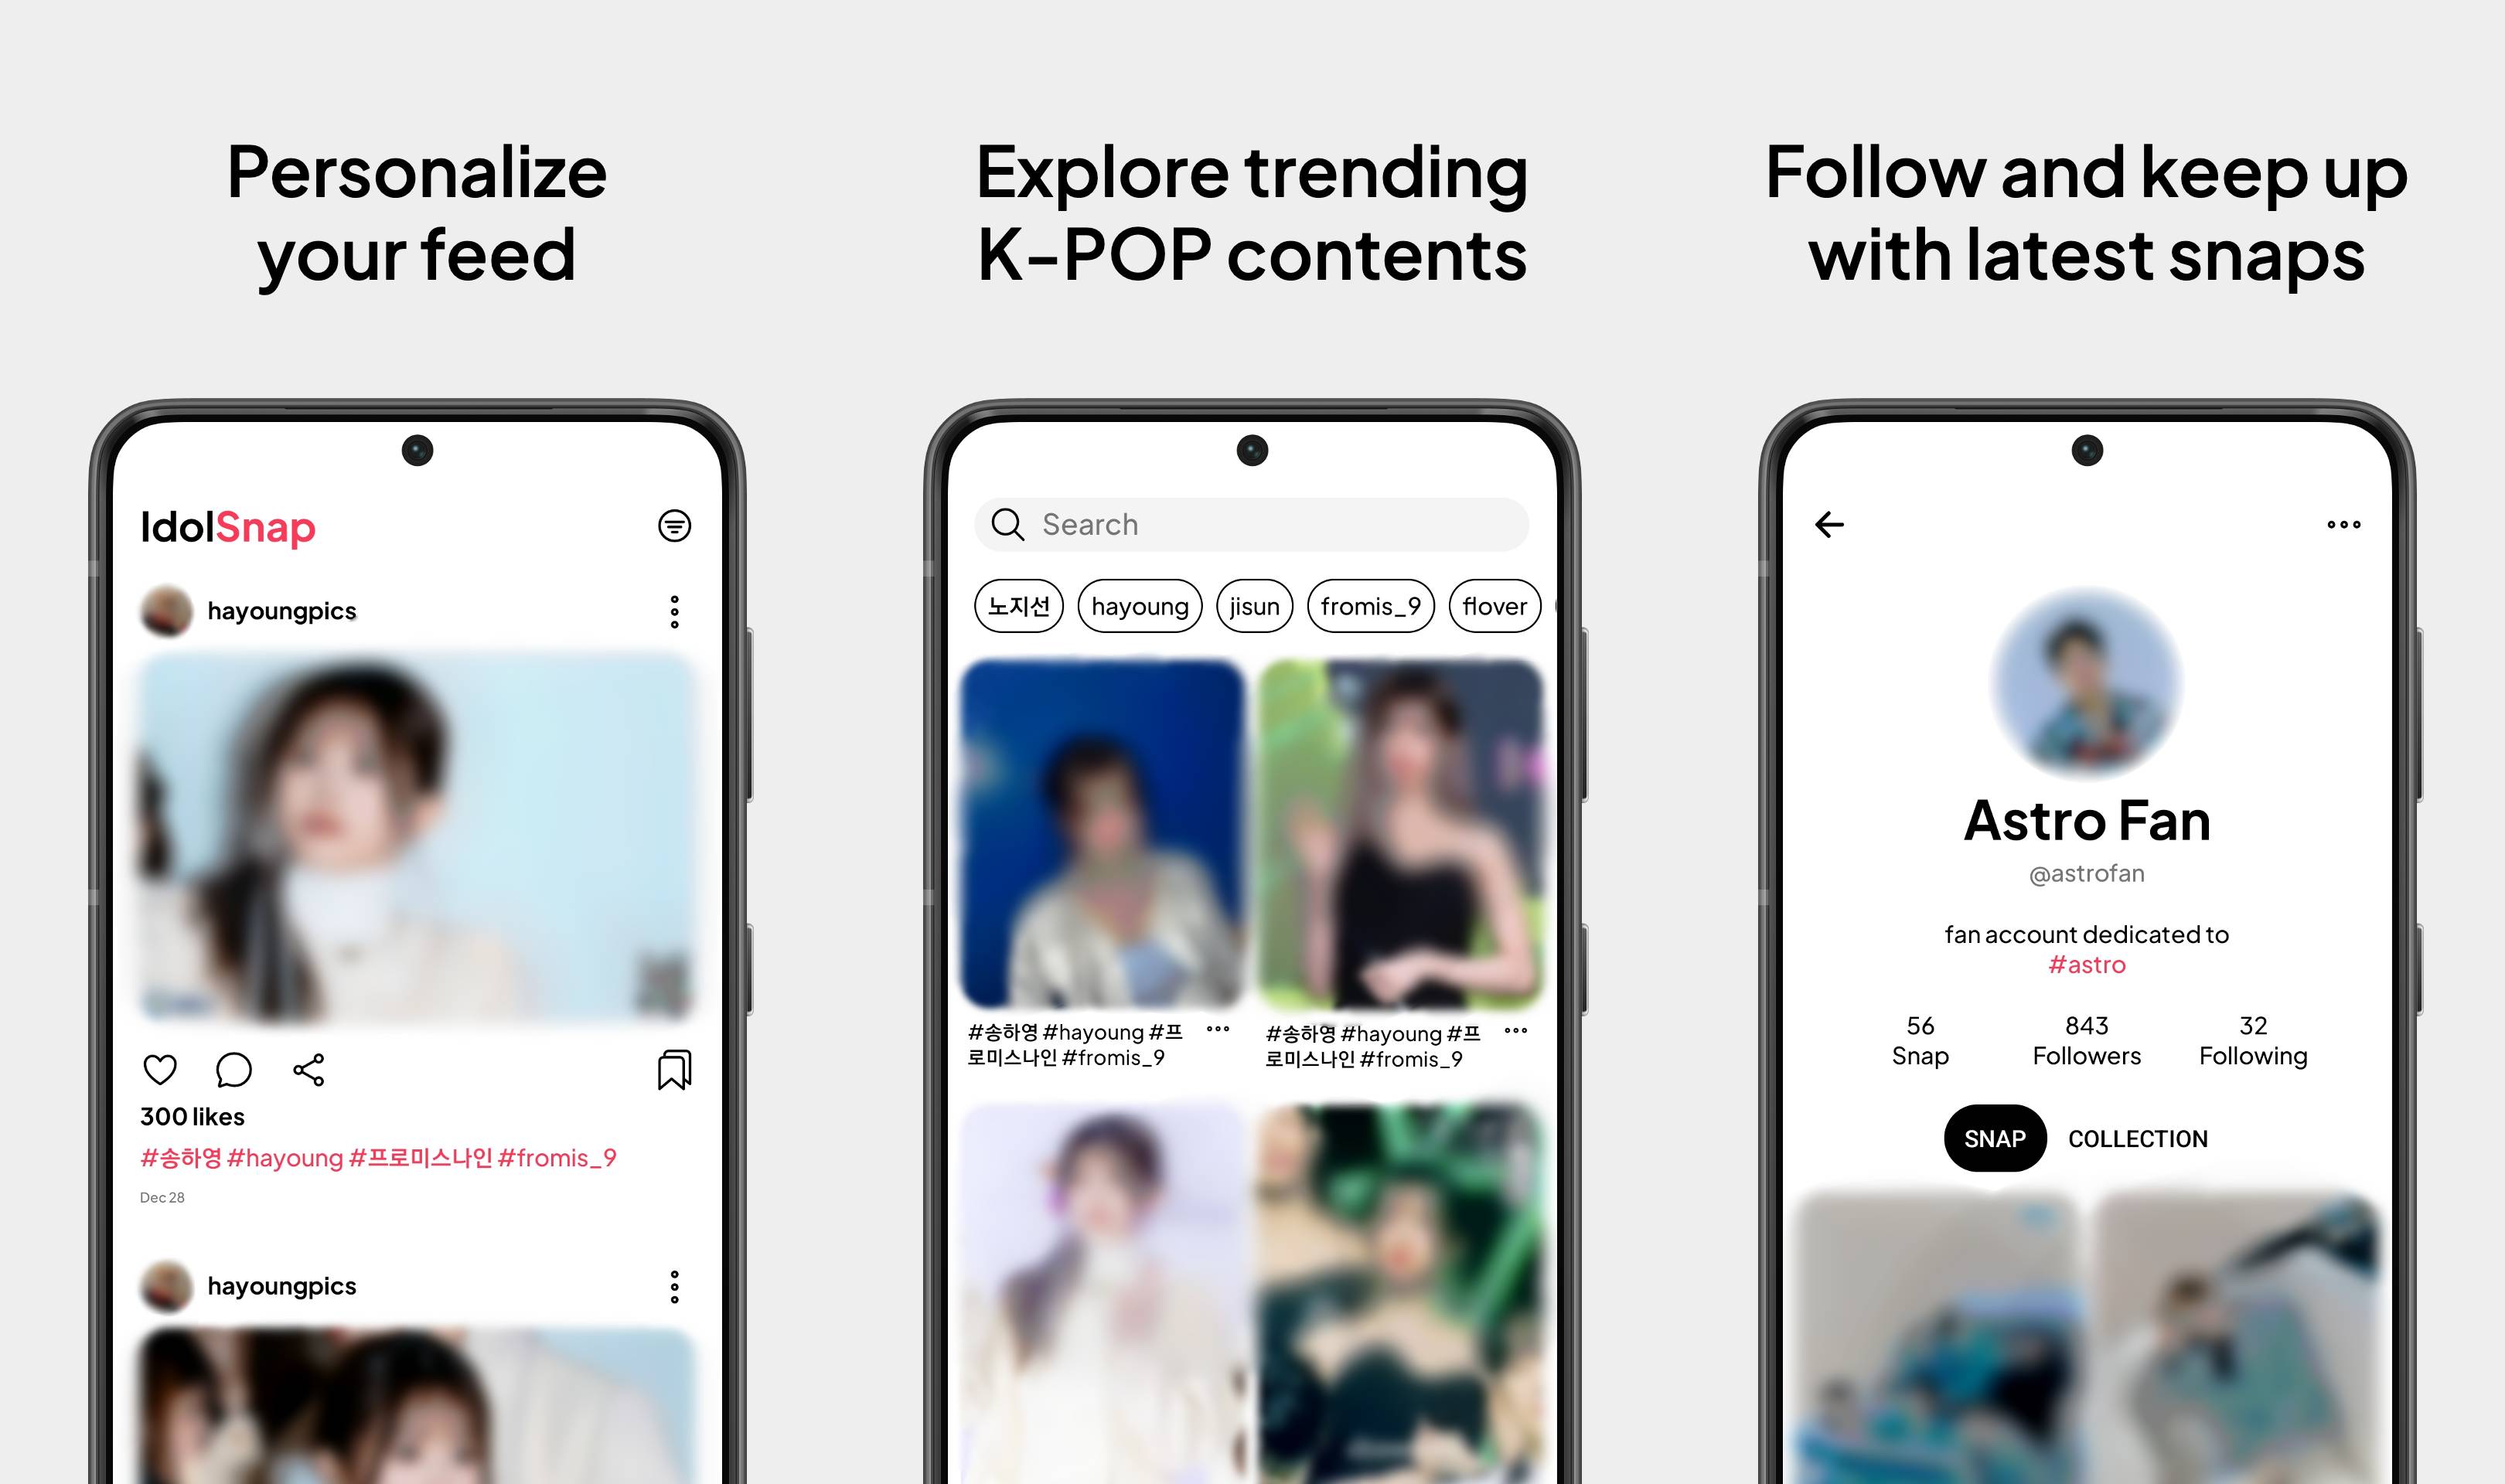 Personalize
your feed
IdolSnap
hayoungpics
300 likes
#송하영 #hayoung #프로미스나인 #fromis_9
Dec 28
hayoungpics
Explore trending
K-POP contents
Search
노지선
hayoung
jisun
fromis_9
flover
#송하영 #hayoung #프
로미스나인 #fromis_9
#송하영 #hayoung #프
로미스나인 #fromis_9
Follow and keep up
with latest snaps
Astro Fan
@astrofan
fan account dedicated to
#astro
56
Snap
843
Followers
32
Following
SNAP
COLLECTION